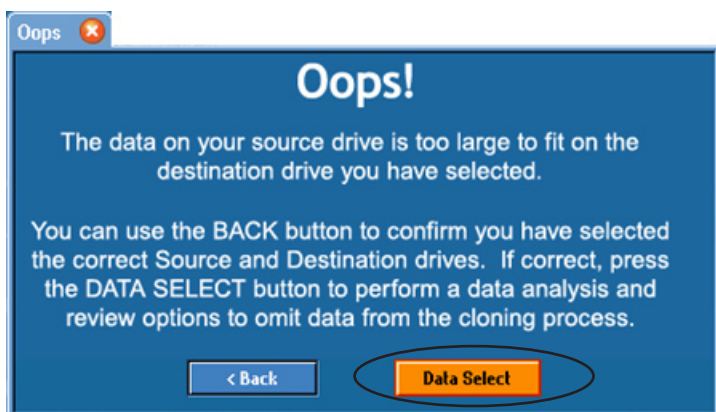 Oops
Oops!
The data on your source drive is too large to fit on the
destination drive you have selected.
You can use the BACK button to confirm you have selected
the correct Source and Destination drives.  If correct, press
the DATA SELECT button to perform a data analysis and
review options to omit data from the cloning process.
< Back
Data Select